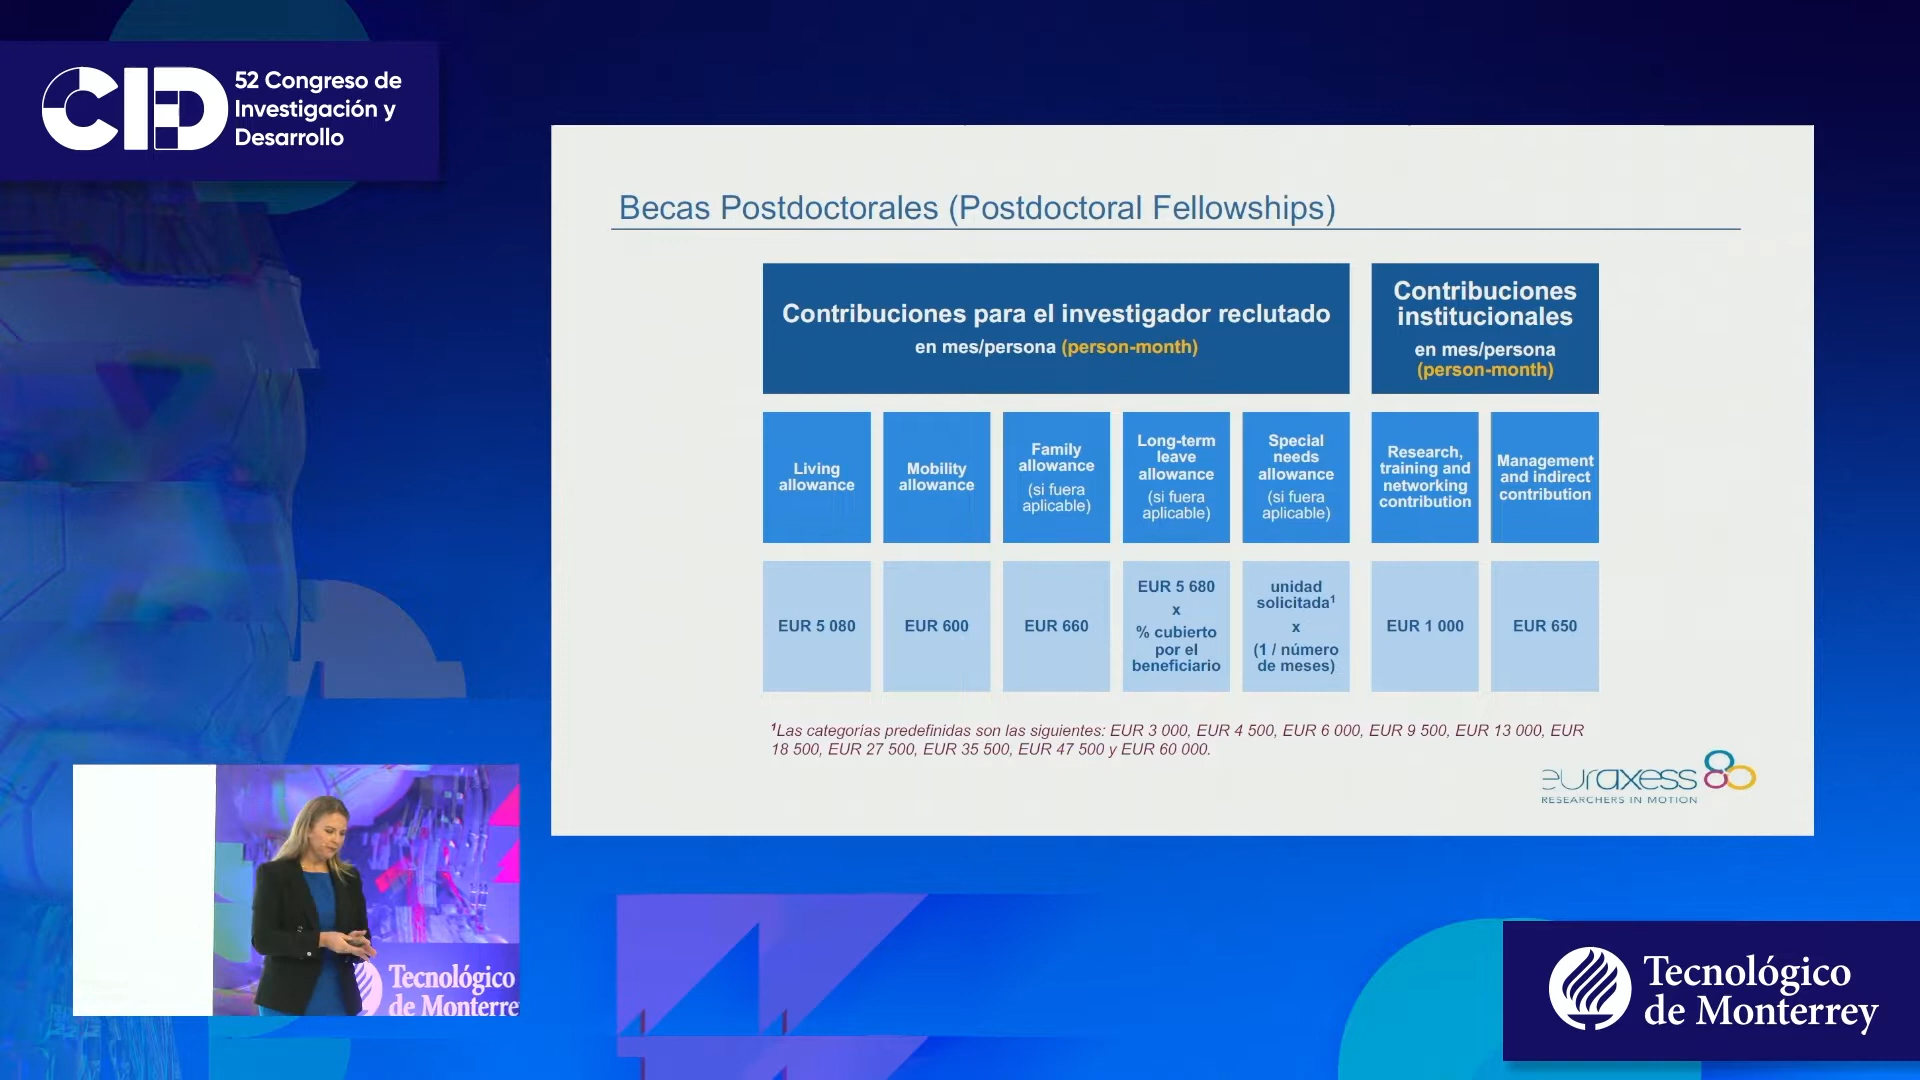 CID
52 Congreso de
Investigación y
Desarrollo
Becas Postdoctorales (Postdoctoral Fellowships)
Contribuciones para el investigador reclutado
en mes/persona (person-month)
Contribuciones
institucionales
en mes/persona
(person-month)
Living
allowance
Mobility
allowance
Family
allowance
(si fuera
aplicable)
Long-term
leave
allowance
(si fuera
aplicable)
Special
needs
allowance
(si fuera
aplicable)
Research,
training and
networking
contribution
Management
and indirect
contribution
EUR 5 080
EUR 600
EUR 660
EUR 5 680
x
% cubierto
por el
beneficiario
unidad
solicitada¹
x
(1 / número
de meses)
EUR 1 000
EUR 650
¹Las categorías predefinidas son las siguientes: EUR 3 000, EUR 4 500, EUR 6 000, EUR 9 500, EUR 13 000, EUR
18 500, EUR 27 500, EUR 35 500, EUR 47 500 y EUR 60 000.
euraxess
RESEARCHERS IN MOTION
Tecnológico
de Monterrey
Tecnológico
de Monterrey